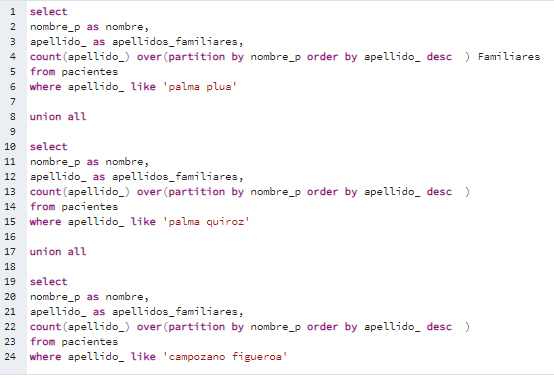 1 select
2 nombre_p as nombre,
3 apellido_ as apellidos_familiares,
4 count(apellido_) over(partition by nombre_p order by apellido_ desc  ) Familiares
5 from pacientes
6 where apellido_ like 'palma plua'
7
8 union all
9
10 select
11 nombre_p as nombre,
12 apellido_ as apellidos_familiares,
13 count(apellido_) over(partition by nombre_p order by apellido_ desc  )
14 from pacientes
15 where apellido_ like 'palma quiroz'
16
17 union all
18
19 select
20 nombre_p as nombre,
21 apellido_ as apellidos_familiares,
22 count(apellido_) over(partition by nombre_p order by apellido_ desc  )
23 from pacientes
24 where apellido_ like 'campozano figueroa'